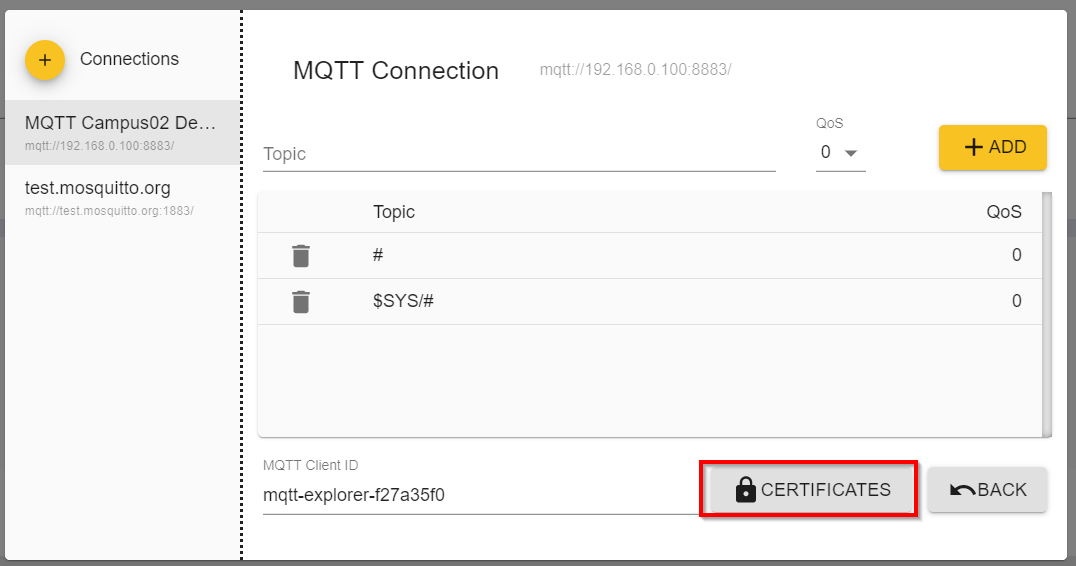 + Connections
MQTT Campus02 De…
mqtt://192.168.0.100:8883/
test.mosquitto.org
mqtt://test.mosquitto.org:1883/
MQTT Connection mqtt://192.168.0.100:8883/
Topic
QoS
0
+ ADD
Topic QoS
# 0
$SYS/# 0
MQTT Client ID
mqtt-explorer-f27a35f0
CERTIFICATES
BACK